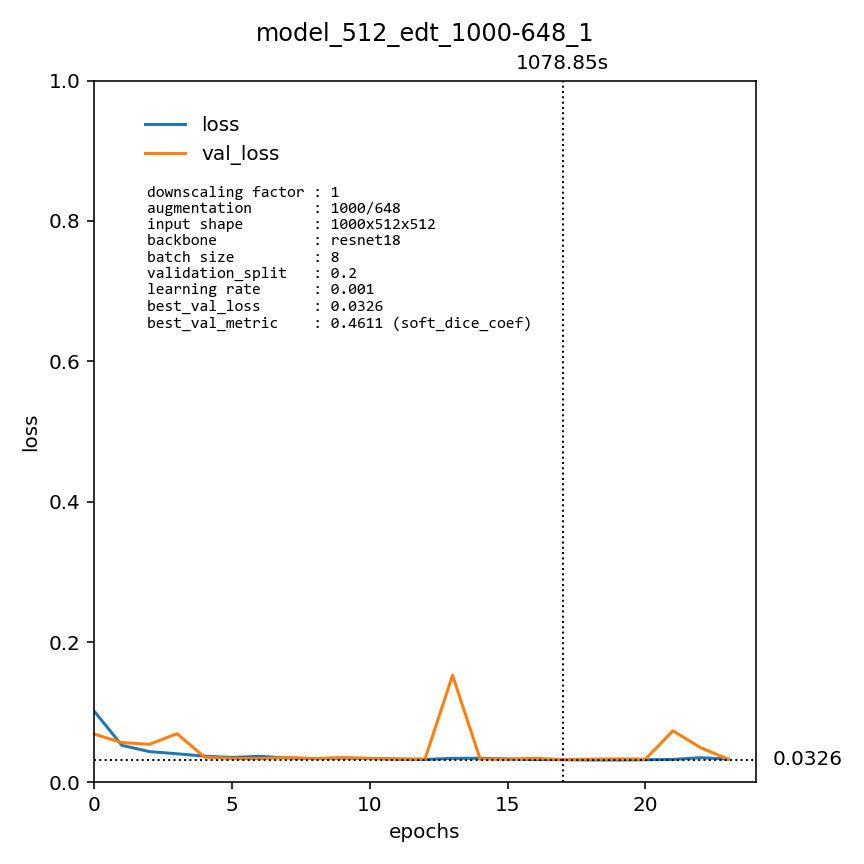 model_512_edt_1000-648_1
1078.85s
1.0
loss
val_loss
downscaling factor : 1
augmentation : 1000/648
input shape : 1000x512x512
backbone : resnet18
batch size : 8
validation_split : 0.2
learning rate : 0.001
best_val_loss : 0.0326
best_val_metric : 0.4611 (soft_dice_coef)
0.8
0.6
loss
0.4
0.2
0.0326
0.0
0 5 10 15 20
epochs